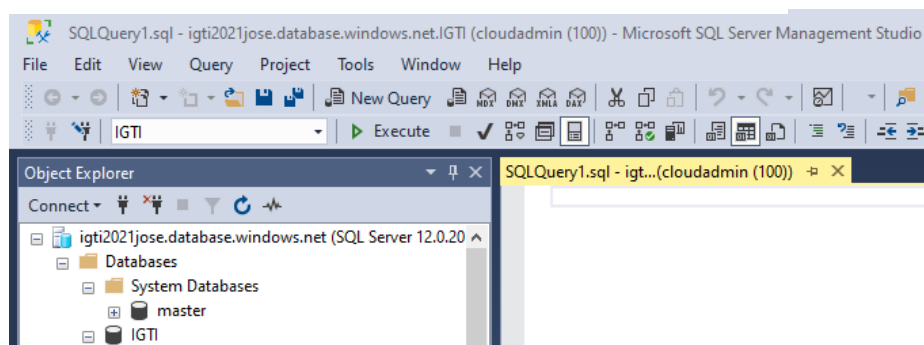 SQLQuery1.sql - igti2021jose.database.windows.net.IGTI (cloudadmin (100)) - Microsoft SQL Server Management Studio
File Edit View Query Project Tools Window Help
New Query MDX DMX XMLA DAX
IGTI Execute
Object Explorer
SQLQuery1.sql - igt...(cloudadmin (100))
Connect
igti2021jose.database.windows.net (SQL Server 12.0.20
Databases
System Databases
master
IGTI